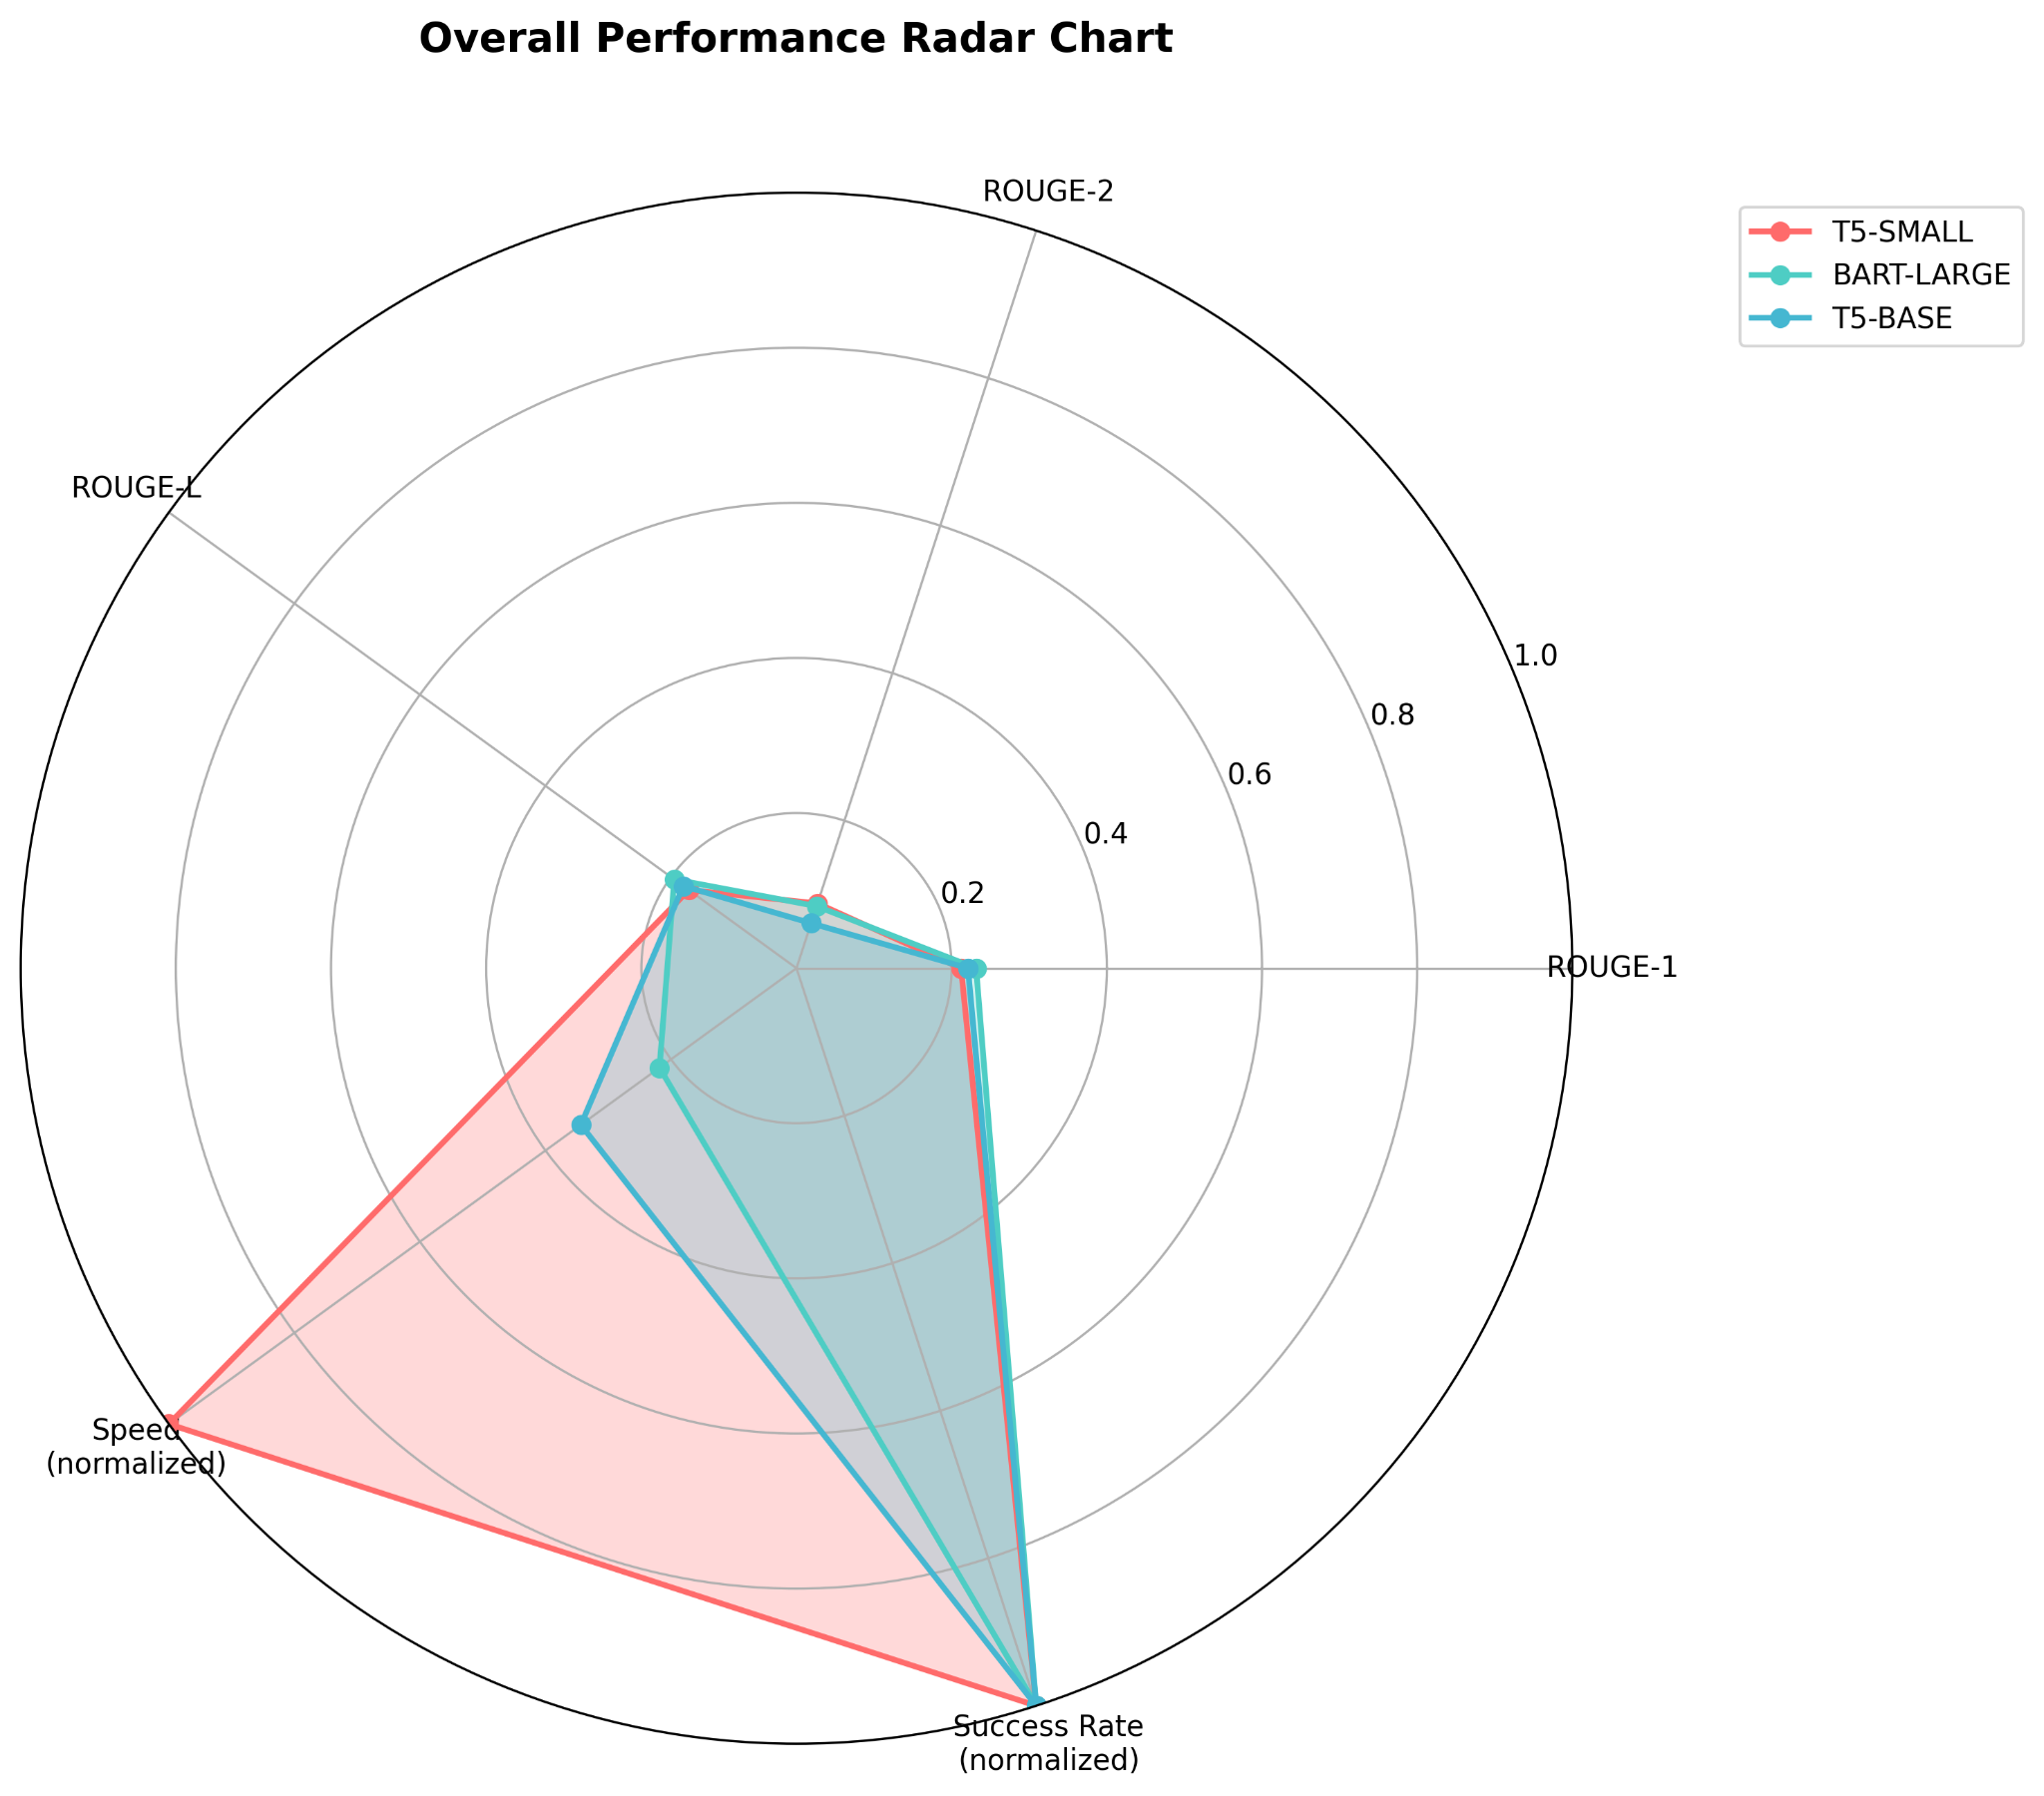 Overall Performance Radar Chart
ROUGE-2
T5-SMALL
BART-LARGE
T5-BASE
ROUGE-L
1.0
0.8
0.6
0.4
0.2
ROUGE-1
Speed
(normalized)
Success Rate
(normalized)